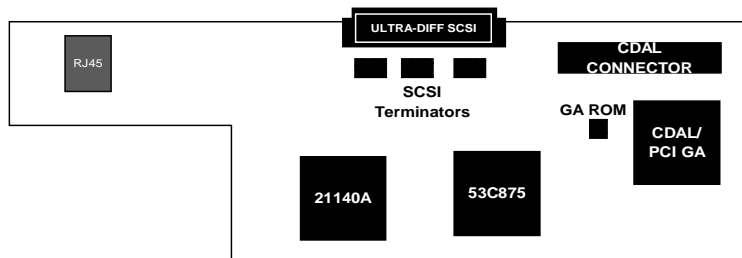 ULTRA-DIFF SCSI
RJ45
CDAL
CONNECTOR
SCSI
Terminators
GA ROM
CDAL/
PCI GA
21140A
53C875